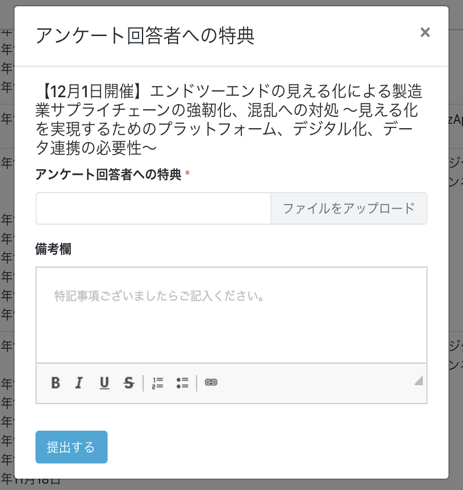 アンケート回答者への特典
×
【12月1日開催】エンドツーエンドの見える化による製造
業サプライチェーンの強靭化、混乱への対処 〜見える化
を実現するためのプラットフォーム、デジタル化、デー
タ連携の必要性〜
アンケート回答者への特典 *
ファイルをアップロード
備考欄
特記事項ございましたらご記入ください。
B I U S
提出する
年11月18日